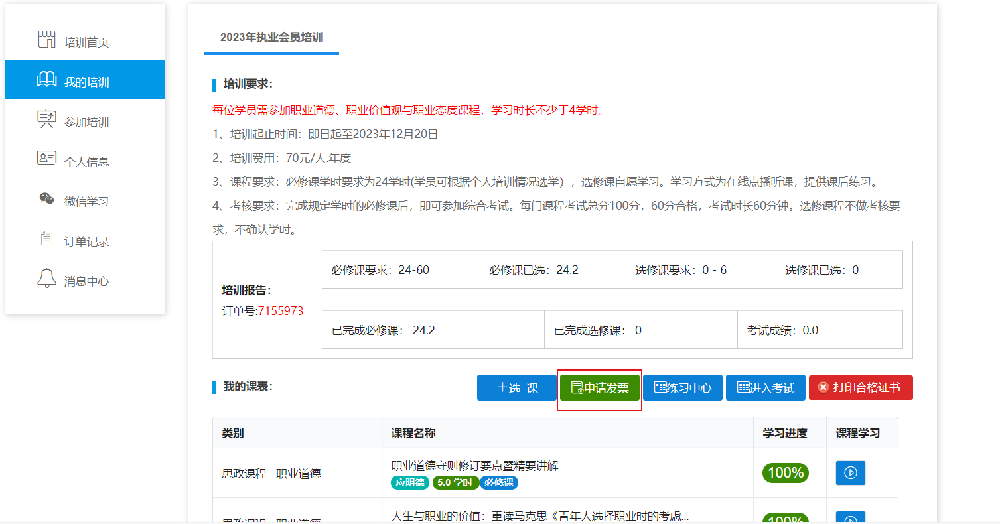 培训首页
我的培训
参加培训
个人信息
微信学习
订单记录
消息中心
2023年执业会员培训
培训要求：
每位学员需参加职业道德、职业价值观与职业态度课程，学习时长不少于4学时。
1、培训起止时间：即日起至2023年12月20日
2、培训费用：70元/人.年度
3、课程要求：必修课学时要求为24学时(学员可根据个人培训情况选学），选修课自愿学习。学习方式为在线点播听课，提供课后练习。
4、考核要求：完成规定学时的必修课后，即可参加综合考试。每门课程考试总分100分，60分合格，考试时长60分钟。选修课程不做考核要
求，不确认学时。
培训报告：
订单号:7155973
必修课要求：24-60 必修课已选：24.2 选修课要求：0 - 6 选修课已选：0
已完成必修课： 24.2 已完成选修课： 0 考试成绩：0.0
我的课表：
选 课 申请发票 练习中心 进入考试 打印合格证书
类别 课程名称 学习进度 课程学习
思政课程--职业道德
职业道德守则修订要点暨精要讲解
应明德 5.0 学时 必修课
100%
人生与职业的价值：重读马克思《青年人选择职业时的考虑...
思政课程--职业道德
100%